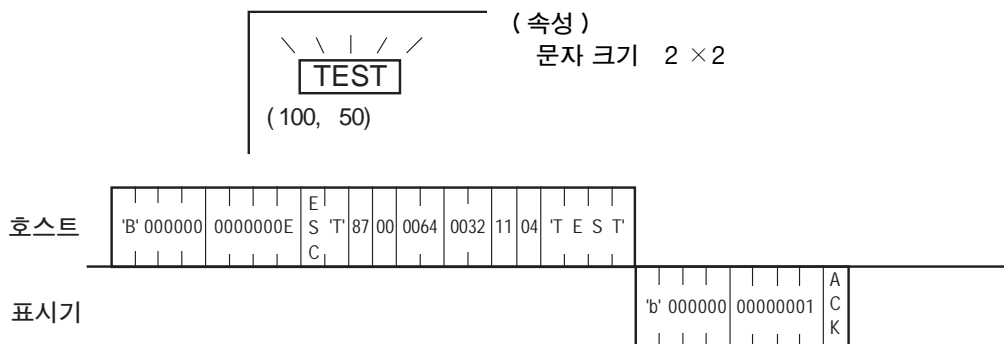 ( 속성 )
문자 크기 2 ×2
TEST
( 100, 50)
호스트
'B' 000000 0000000E ESC 'T' 87 00 0064 0032 11 04 'T E S T'
표시기
'b' 000000 00000001 ACK